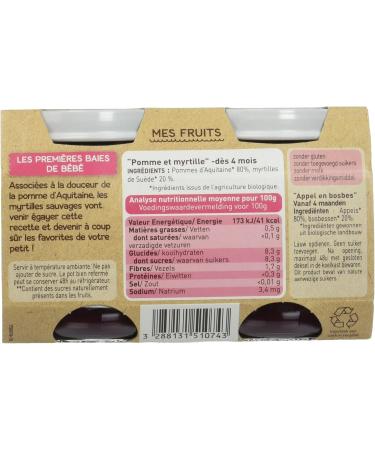 MES FRUITS
LES PREMIÈRES BAIES
DE BÉBÉ
Associées à la douceur de
la pomme d'Aquitaine, les
myrtilles sauvages vont
venir égayer cette
recette et devenir à coup
sûr les favorites de votre
petit !
Servir à température ambiante. Ne pas
ajouter de sucre. Le pot bien refermé
peut se conserver 48h au réfrigérateur.
**Contient des sucres naturellement
présents dans les fruits.
"Pomme et myrtille" -dès 4 mois
INGRÉDIENTS : Pommes d'Aquitaine* 80%, myrtilles
de Suède* 20 %.
*Ingrédients issus de l'agriculture biologique.
Analyse nutritionnelle moyenne pour 100g
Voedingswaardevermelding voor 100g
Valeur Energétique/ Energie 173 kJ/41 kcal
Matières grasses/ Vetten 0,5 g
dont saturées/ waarvan <0,1 g
verzadigde vetzuren
Glucides/ koolhydraten 8,3 g
dont sucres/ waarvan suikers 8,3 g
Fibres/ Vezels 1,7 g
Protéines/ Eiwitten <0,3 g
Sel/ Zout <0,01 g
Sodium/ Natrium 3,4 mg
3 288131 510743
zonder gluten
zonder toegevoegd suikers
zonder melk
zonder verdikkingsmiddel
"Appel en bosbes"
Vanaf 4 maanden
Ingrediënten Appels*
80%, bosbessen* 20%
*Ingrediënten gewonnen
uit biologische landbouw
Lauw opdienen. Geen suiker
toevoegen. Na opening,
maximaal 48u met gesloten
deksel in de koelkast bewaren.
Dit product bevat van nature
aanwezige suikers